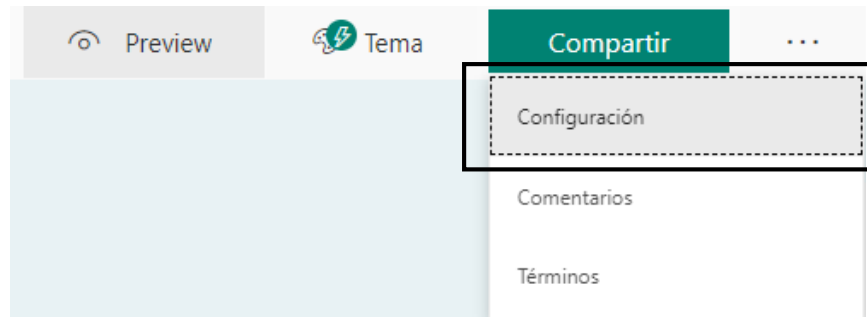 Preview Tema Compartir ...
Configuración
Comentarios
Términos